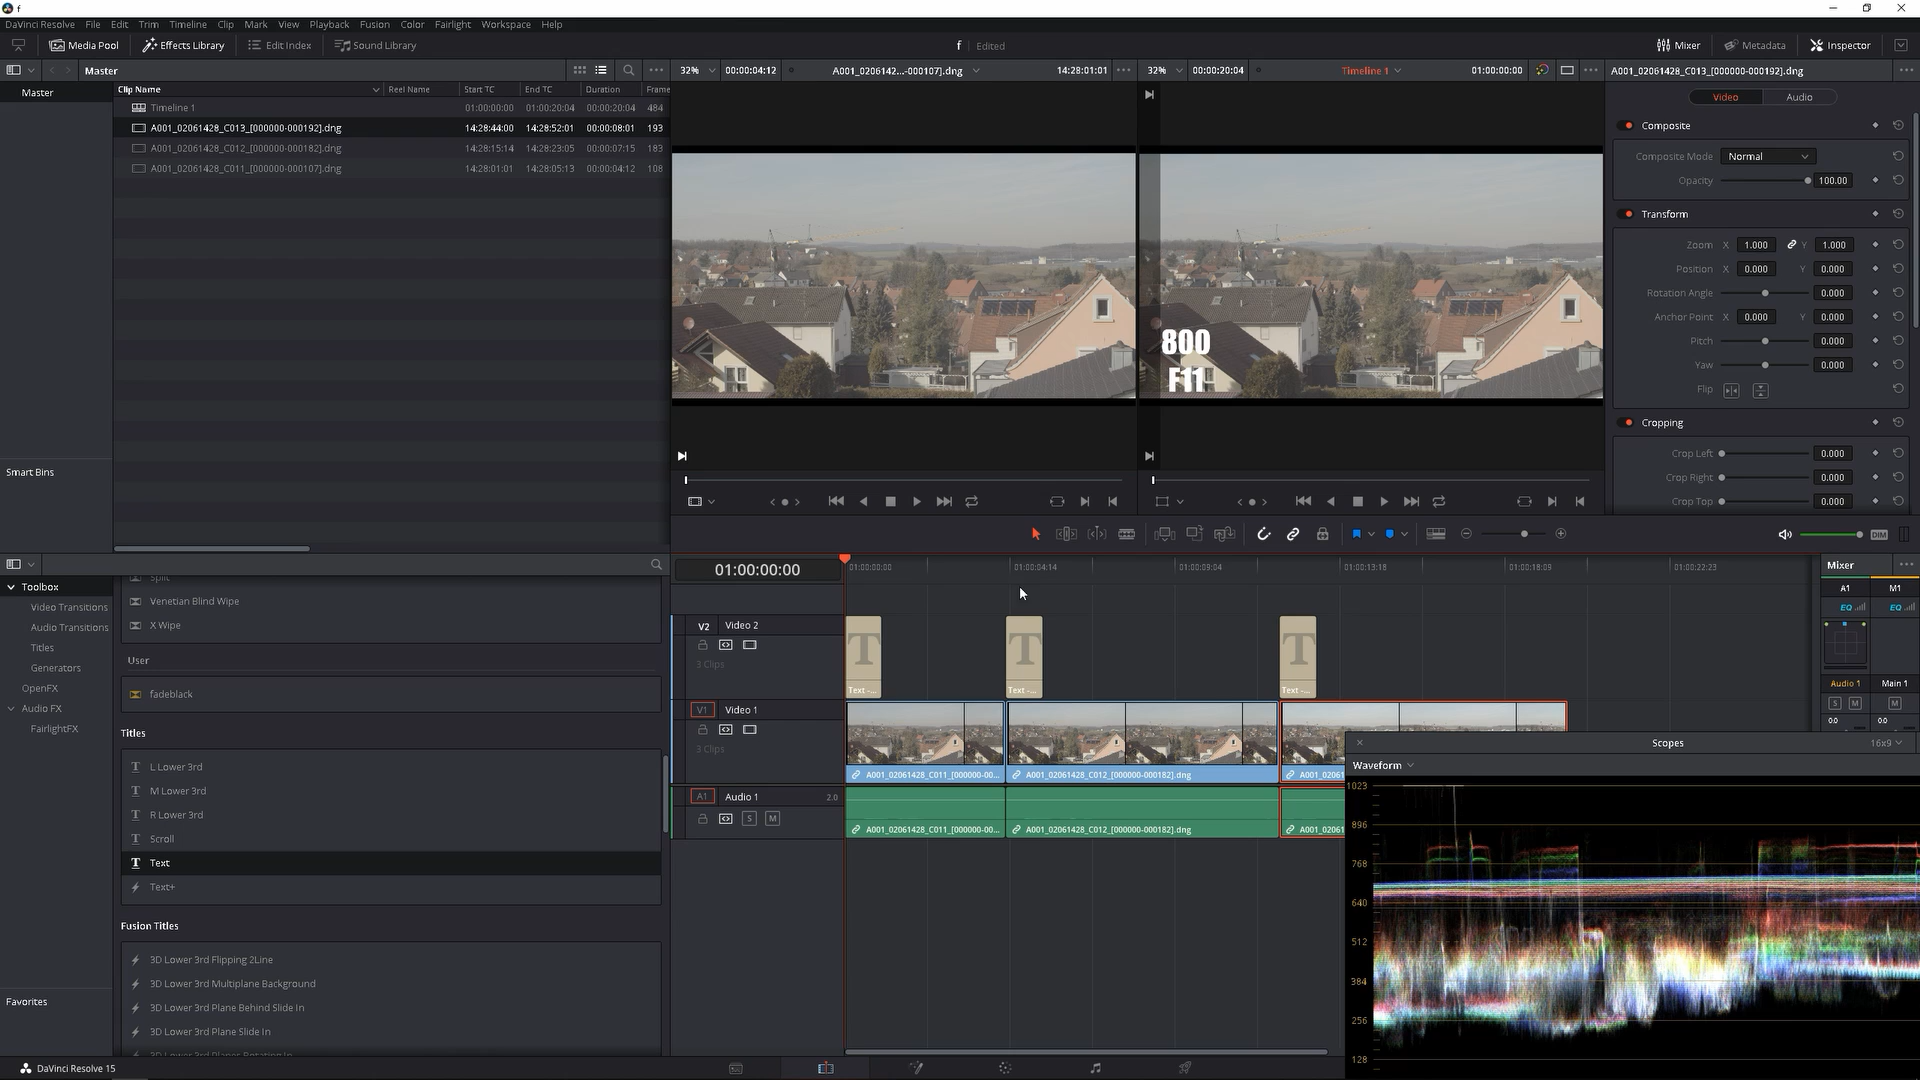 f
DaVinci Resolve File Edit Trim Timeline Clip Mark View Playback Fusion Color Fairlight Workspace Help
Media Pool Effects Library Edit Index Sound Library f Edited Mixer Metadata Inspector
Master 32% 00:00:04:12 A001_0206142...-000107].dng 14:28:01:01 32% 00:00:20:04 Timeline 1 01:00:00:00 A001_02061428_C013_[000000-000192].dng
Master
Clip Name Reel Name Start TC End TC Duration Frame
Timeline 1 01:00:00:00 01:00:20:04 00:00:20:04 484
A001_02061428_C013_[000000-000192].dng 14:28:44:00 14:28:52:01 00:00:08:01 193
A001_02061428_C012_[000000-000182].dng 14:28:15:14 14:28:23:05 00:00:07:15 183
A001_02061428_C011_[000000-000107].dng 14:28:01:01 14:28:05:13 00:00:04:12 108
Smart Bins
800
F11
Video Audio
Composite
Composite Mode Normal
Opacity 100.00
Transform
Zoom X 1.000 Y 1.000
Position X 0.000 Y 0.000
Rotation Angle 0.000
Anchor Point X 0.000 Y 0.000
Pitch 0.000
Yaw 0.000
Flip
Cropping
Crop Left 0.000
Crop Right 0.000
Crop Top 0.000
DIM
Toolbox
Video Transitions
Audio Transitions
Titles
Generators
OpenFX
Audio FX
FairlightFX
Favorites
Split
Venetian Blind Wipe
X Wipe
User
fadeblack
Titles
L Lower 3rd
M Lower 3rd
R Lower 3rd
Scroll
Text
Text+
Fusion Titles
3D Lower 3rd Flipping 2Line
3D Lower 3rd Multiplane Background
3D Lower 3rd Plane Behind Slide In
3D Lower 3rd Plane Slide In
3D Lower 3rd Planes Rotating In
01:00:00:00 01:00:00:00 01:00:04:14 01:00:09:04 01:00:13:18 01:00:18:09 01:00:22:23
V2 Video 2
3 Clips
T T T
Text -... Text -... Text -...
V1 Video 1
3 Clips
A001_02061428_C011_[000000-00... A001_02061428_C012_[000000-000182].dng A0206
A1 Audio 1 2.0
S M
A001_02061428_C011_[000000-00... A001_02061428_C012_[000000-000182].dng A0206
Mixer
A1 M1
EQ EQ
Audio 1 Main 1
S M M
0.0 0.0
Scopes 16x9
Waveform
1023
896
768
640
512
384
256
128
DaVinci Resolve 15